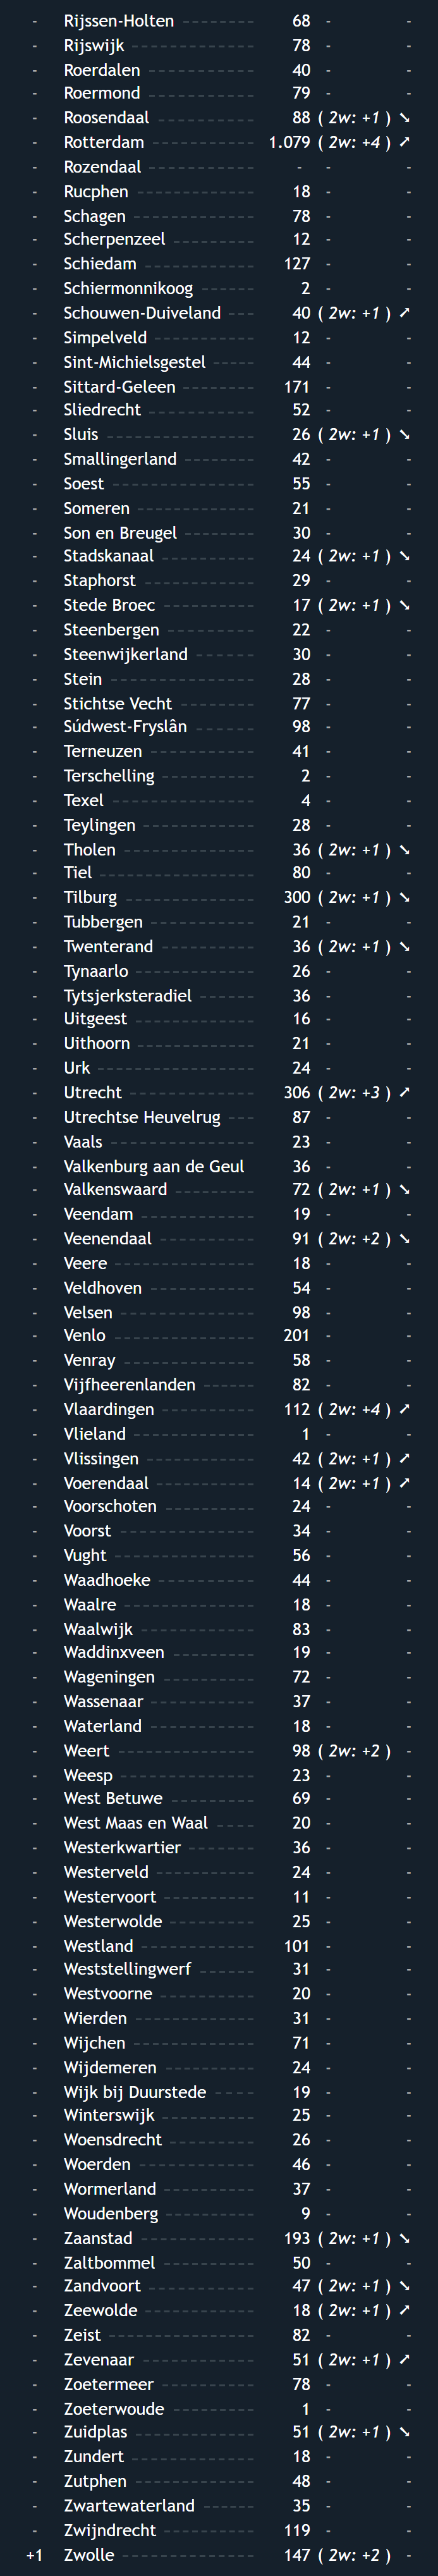 - Rijssen-Holten 68 - -
- Rijswijk 78 - -
- Roerdalen 40 - -
- Roermond 79 - -
- Roosendaal 88 ( 2w: +1 ) ➘
- Rotterdam 1.079 ( 2w: +4 ) ➚
- Rozendaal - - -
- Rucphen 18 - -
- Schagen 78 - -
- Scherpenzeel 12 - -
- Schiedam 127 - -
- Schiermonnikoog 2 - -
- Schouwen-Duiveland 40 ( 2w: +1 ) ➚
- Simpelveld 12 - -
- Sint-Michielsgestel 44 - -
- Sittard-Geleen 171 - -
- Sliedrecht 52 - -
- Sluis 26 ( 2w: +1 ) ➘
- Smallingerland 42 - -
- Soest 55 - -
- Someren 21 - -
- Son en Breugel 30 - -
- Stadskanaal 24 ( 2w: +1 ) ➘
- Staphorst 29 - -
- Stede Broec 17 ( 2w: +1 ) ➘
- Steenbergen 22 - -
- Steenwijkerland 30 - -
- Stein 28 - -
- Stichtse Vecht 77 - -
- Súdwest-Fryslân 98 - -
- Terneuzen 41 - -
- Terschelling 2 - -
- Texel 4 - -
- Teylingen 28 - -
- Tholen 36 ( 2w: +1 ) ➘
- Tiel 80 - -
- Tilburg 300 ( 2w: +1 ) ➘
- Tubbergen 21 - -
- Twenterand 36 ( 2w: +1 ) ➘
- Tynaarlo 26 - -
- Tytsjerksteradiel 36 - -
- Uitgeest 16 - -
- Uithoorn 21 - -
- Urk 24 - -
- Utrecht 306 ( 2w: +3 ) ➚
- Utrechtse Heuvelrug 87 - -
- Vaals 23 - -
- Valkenburg aan de Geul 36 - -
- Valkenswaard 72 ( 2w: +1 ) ➘
- Veendam 19 - -
- Veenendaal 91 ( 2w: +2 ) ➘
- Veere 18 - -
- Veldhoven 54 - -
- Velsen 98 - -
- Venlo 201 - -
- Venray 58 - -
- Vijfheerenlanden 82 - -
- Vlaardingen 112 ( 2w: +4 ) ➚
- Vlieland 1 - -
- Vlissingen 42 ( 2w: +1 ) ➚
- Voerendaal 14 ( 2w: +1 ) ➚
- Voorschoten 24 - -
- Voorst 34 - -
- Vught 56 - -
- Waadhoeke 44 - -
- Waalre 18 - -
- Waalwijk 83 - -
- Waddinxveen 19 - -
- Wageningen 72 - -
- Wassenaar 37 - -
- Waterland 18 - -
- Weert 98 ( 2w: +2 ) -
- Weesp 23 - -
- West Betuwe 69 - -
- West Maas en Waal 20 - -
- Westerkwartier 36 - -
- Westerveld 24 - -
- Westervoort 11 - -
- Westerwolde 25 - -
- Westland 101 - -
- Weststellingwerf 31 - -
- Westvoorne 20 - -
- Wierden 31 - -
- Wijchen 71 - -
- Wijdemeren 24 - -
- Wijk bij Duurstede 19 - -
- Winterswijk 25 - -
- Woensdrecht 26 - -
- Woerden 46 - -
- Wormerland 37 - -
- Woudenberg 9 - -
- Zaanstad 193 ( 2w: +1 ) ➘
- Zaltbommel 50 - -
- Zandvoort 47 ( 2w: +1 ) ➘
- Zeewolde 18 ( 2w: +1 ) ➚
- Zeist 82 - -
- Zevenaar 51 ( 2w: +1 ) ➚
- Zoetermeer 78 - -
- Zoeterwoude 1 - -
- Zuidplas 51 ( 2w: +1 ) ➘
- Zundert 18 - -
- Zutphen 48 - -
- Zwartewaterland 35 - -
- Zwijndrecht 119 - -
+1 Zwolle 147 ( 2w: +2 ) -